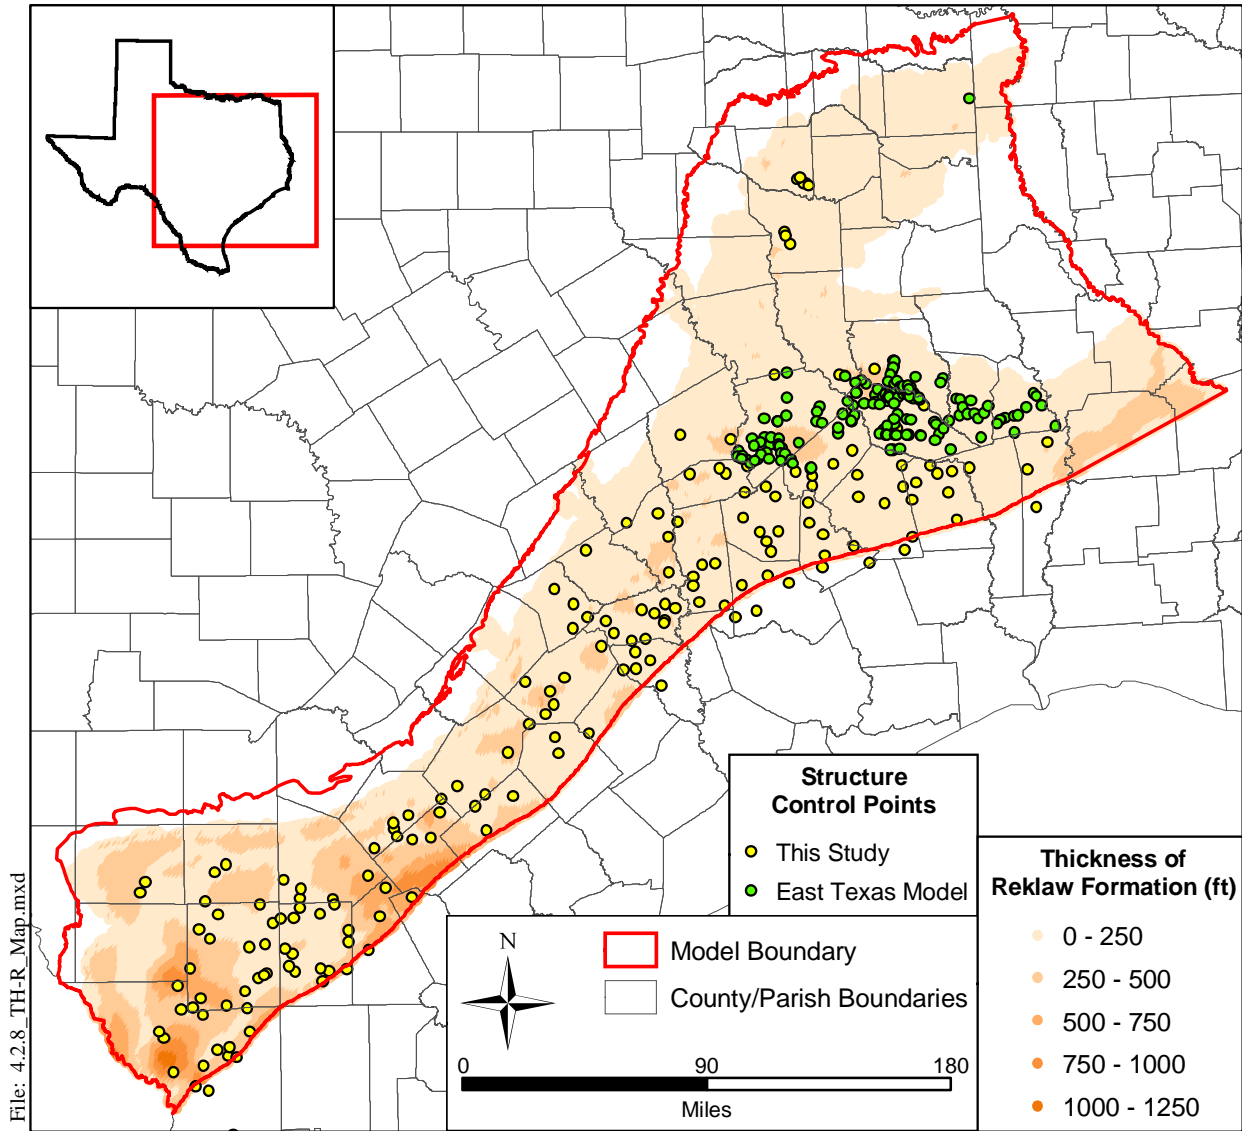 Structure
Control Points
This Study
East Texas Model
Thickness of
Reklaw Formation (ft)
0 - 250
250 - 500
500 - 750
750 - 1000
1000 - 1250
N
Model Boundary
County/Parish Boundaries
0 90 180
Miles
File: 4.2.8_TH-R_Map.mxd